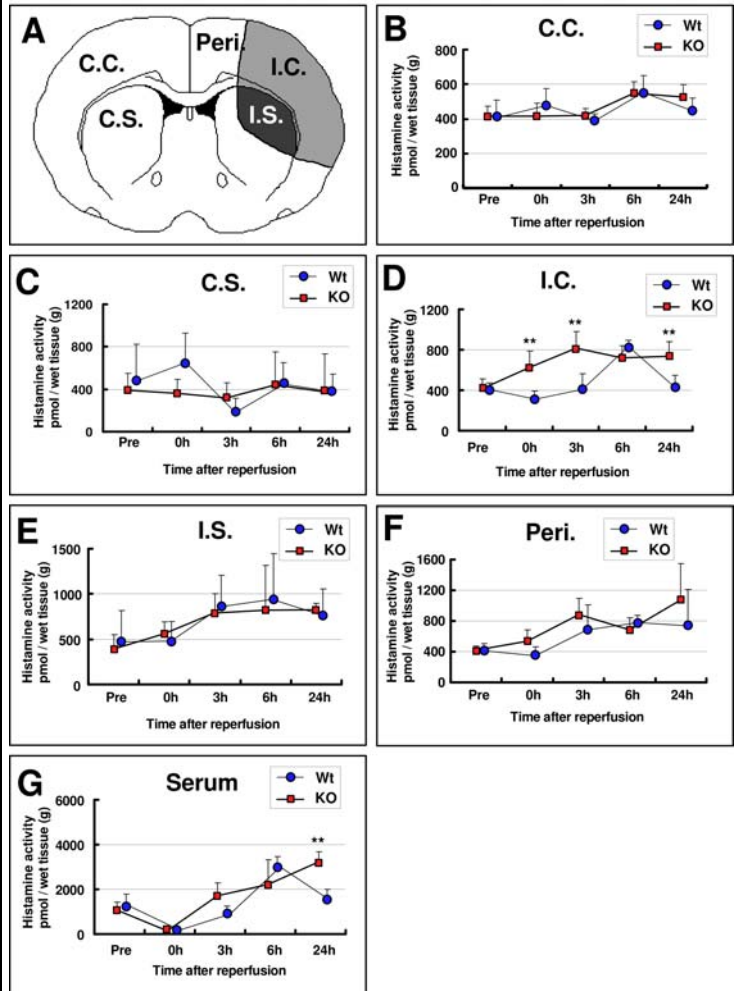 A
C.C.
Peri.
I.C.
C.S.
I.S.
B
C.C.
Wt
KO
Histamine activity
pmol / wet tissue (g)
800
600
400
200
0
Pre 0h 3h 6h 24h
Time after reperfusion
C
C.S.
Wt
KO
Histamine activity
pmol / wet tissue (g)
1200
800
400
0
Pre 0h 3h 6h 24h
Time after reperfusion
D
I.C.
Wt
KO
Histamine activity
pmol / wet tissue (g)
1200
800
400
0
** ** **
Pre 0h 3h 6h 24h
Time after reperfusion
E
I.S.
Wt
KO
Histamine activity
pmol / wet tissue (g)
1500
1000
500
0
Pre 0h 3h 6h 24h
Time after reperfusion
F
Peri.
Wt
KO
Histamine activity
pmol / wet tissue (g)
1600
1200
800
400
0
Pre 0h 3h 6h 24h
Time after reperfusion
G
Serum
Wt
KO
Histamine activity
pmol / wet tissue (g)
6000
4000
2000
0
**
Pre 0h 3h 6h 24h
Time after reperfusion